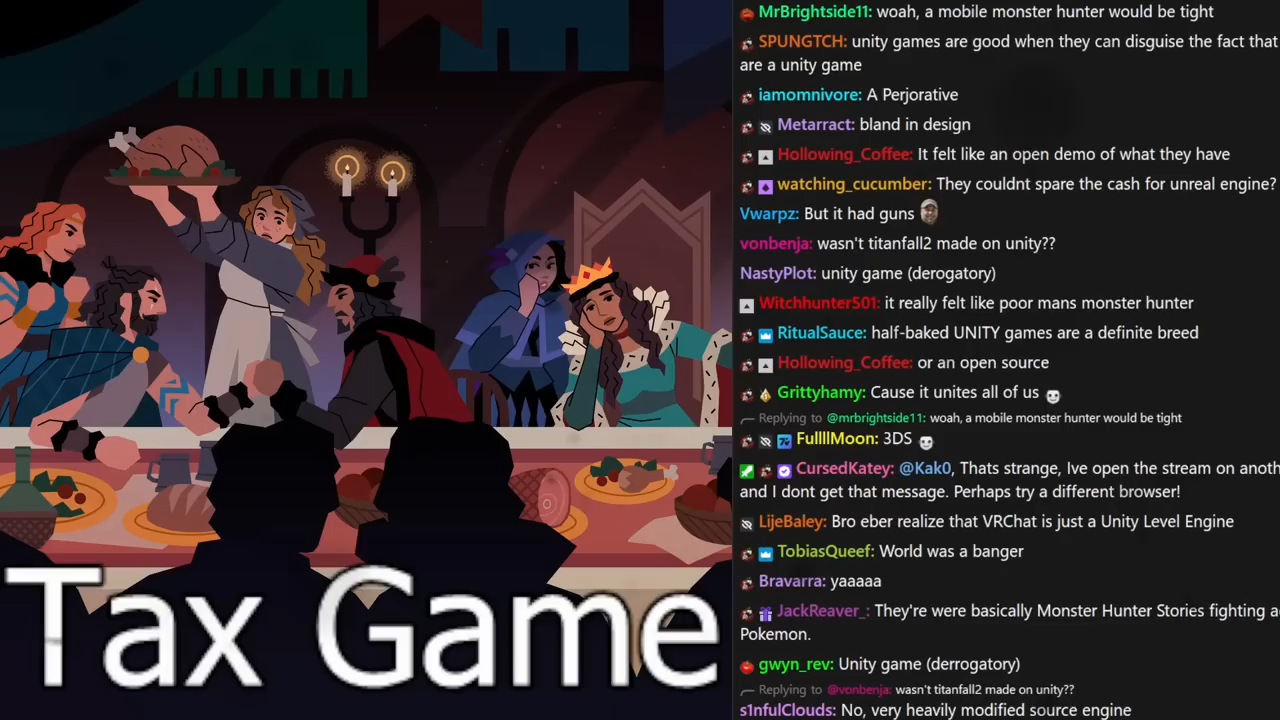 Tax Game
MrBrightside11: woah, a mobile monster hunter would be tight
SPUNGTCH: unity games are good when they can disguise the fact that
are a unity game
iamomnivore: A Perjorative
Metarract: bland in design
Hollowing_Coffee: It felt like an open demo of what they have
watching_cucumber: They couldnt spare the cash for unreal engine?
Vwarpz: But it had guns
vonbenja: wasn't titanfall2 made on unity??
NastyPlot: unity game (derogatory)
Witchhunter501: it really felt like poor mans monster hunter
RitualSauce: half-baked UNITY games are a definite breed
Hollowing_Coffee: or an open source
Grittyhamy: Cause it unites all of us
Replying to @mrbrightside11: woah, a mobile monster hunter would be tight
FullllMoon: 3DS
CursedKatey: @Kak0, Thats strange, Ive open the stream on anoth
and I dont get that message. Perhaps try a different browser!
LijeBaley: Bro eber realize that VRChat is just a Unity Level Engine
TobiasQueef: World was a banger
Bravarra: yaaaaa
JackReaver_: They're were basically Monster Hunter Stories fighting a
Pokemon.
gwyn_rev: Unity game (derrogatory)
Replying to @vonbenja: wasn't titanfall2 made on unity??
s1nfulClouds: No, very heavily modified source engine